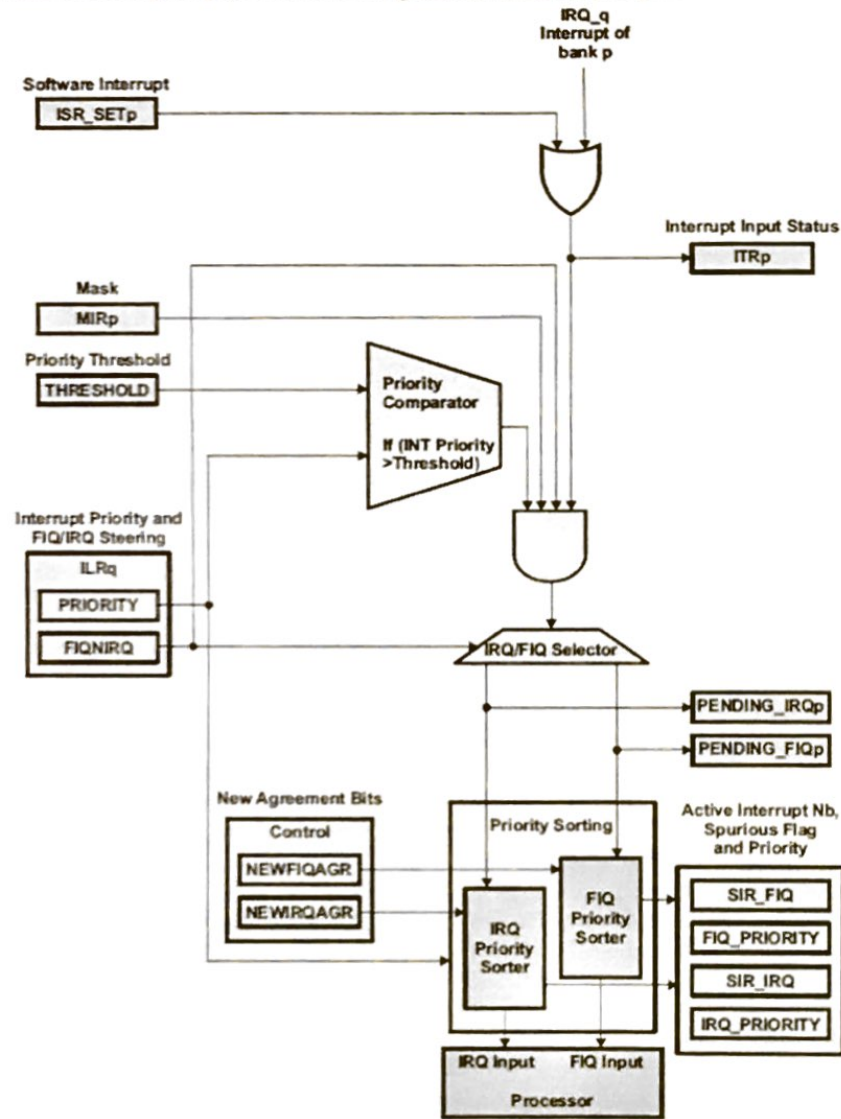 IRQ_q
Interrupt of
bank p
Software Interrupt
ISR_SETp
Interrupt Input Status
ITRp
Mask
MIRp
Priority Threshold
THRESHOLD
Priority
Comparator
If (INT Priority
>Threshold)
Interrupt Priority and
FIQ/IRQ Steering
ILRq
PRIORITY
FIQNIRQ
IRQ/FIQ Selector
PENDING_IRQp
PENDING_FIQp
New Agreement Bits
Control
NEWFIQAGR
NEWIRQAGR
Priority Sorting
IRQ
Priority
Sorter
FIQ
Priority
Sorter
Active Interrupt Nb,
Spurious Flag
and Priority
SIR_FIQ
FIQ_PRIORITY
SIR_IRQ
IRQ_PRIORITY
IRQ Input
FIQ Input
Processor